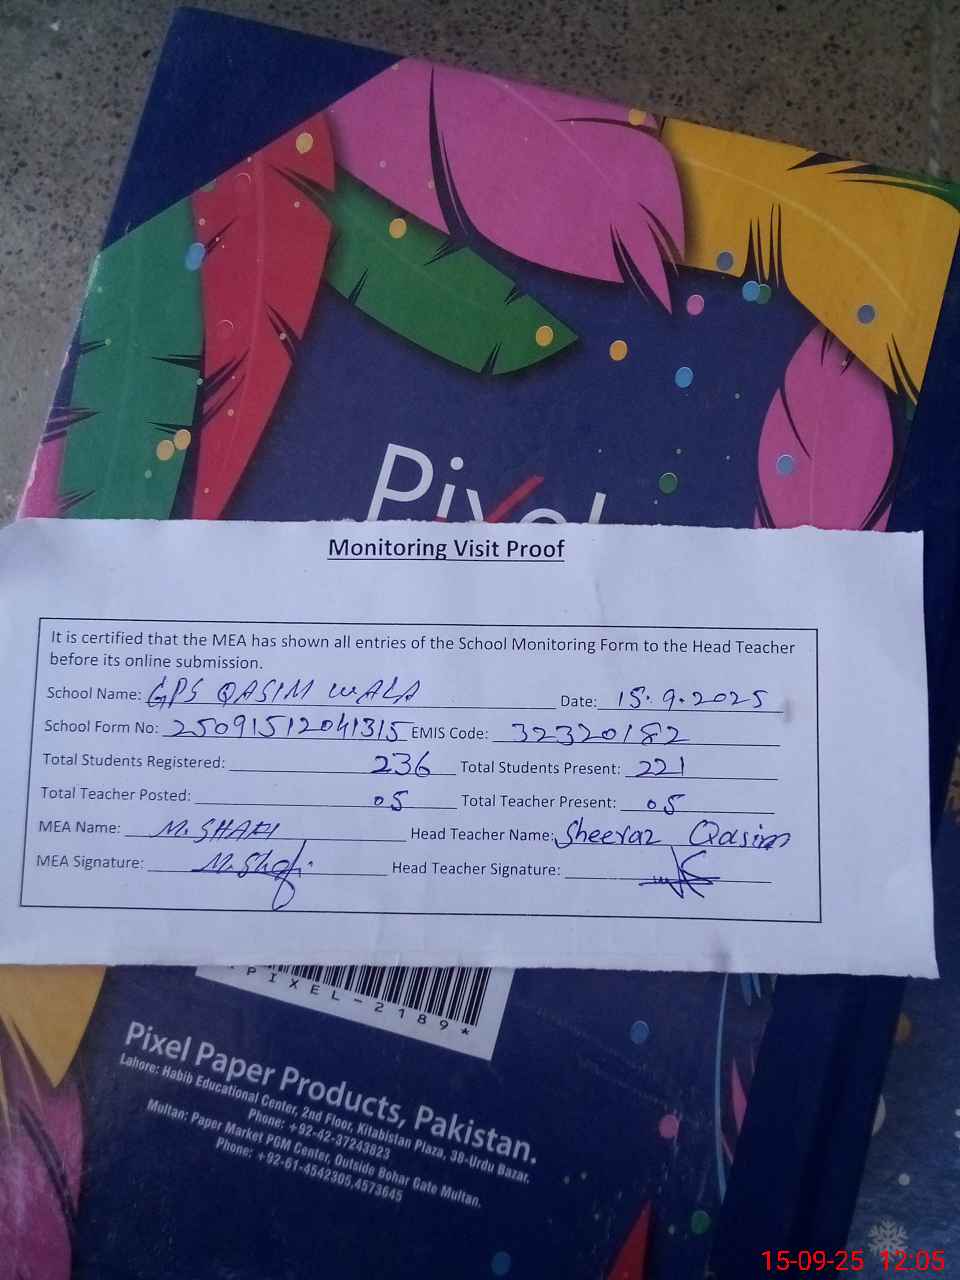 Pixel
Monitoring Visit Proof
It is certified that the MEA has shown all entries of the School Monitoring Form to the Head Teacher
before its online submission.
School Name: GPS QASIM WALA Date: 15.9.2025
School Form No: 25091512041315 EMIS Code: 32320182
Total Students Registered: 236 Total Students Present: 221
Total Teacher Posted: 05 Total Teacher Present: 05
MEA Name: M. SHAFI Head Teacher Name: Sheeraz Qasim
MEA Signature: M. Shafi Head Teacher Signature:
PIXEL-2189*
Pixel Paper Products, Pakistan.
Lahore: Habib Educational Center, 2nd Floor, Kitabistan Plaza, 38-Urdu Bazar.
Phone: +92-42-37243823
Multan: Paper Market PGM Center, Outside Bohar Gate Multan.
Phone: +92-61-4542305,4573645
15-09-25 12:05